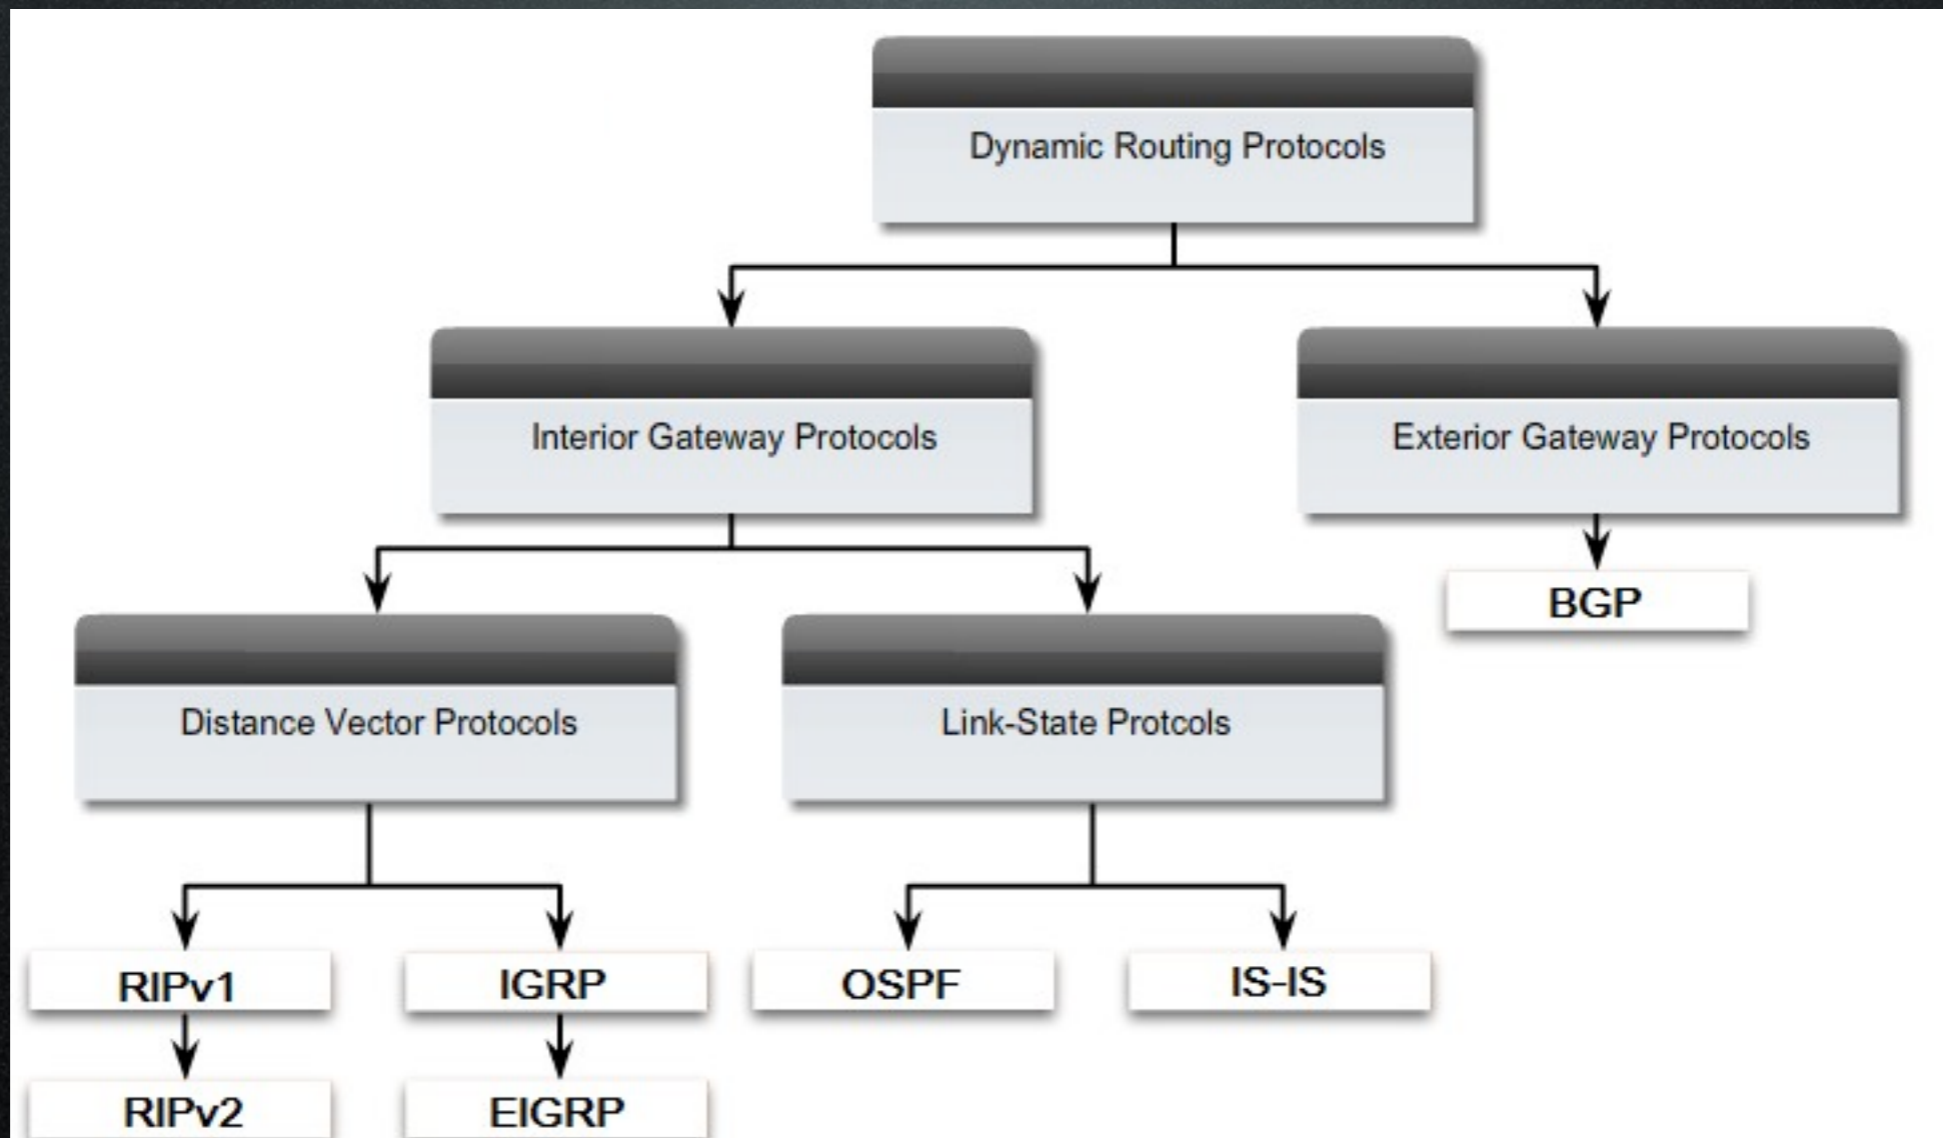 Dynamic Routing Protocols
Interior Gateway Protocols
Exterior Gateway Protocols
BGP
Distance Vector Protocols
Link-State Protcols
RIPv1
IGRP
OSPF
IS-IS
RIPv2
EIGRP